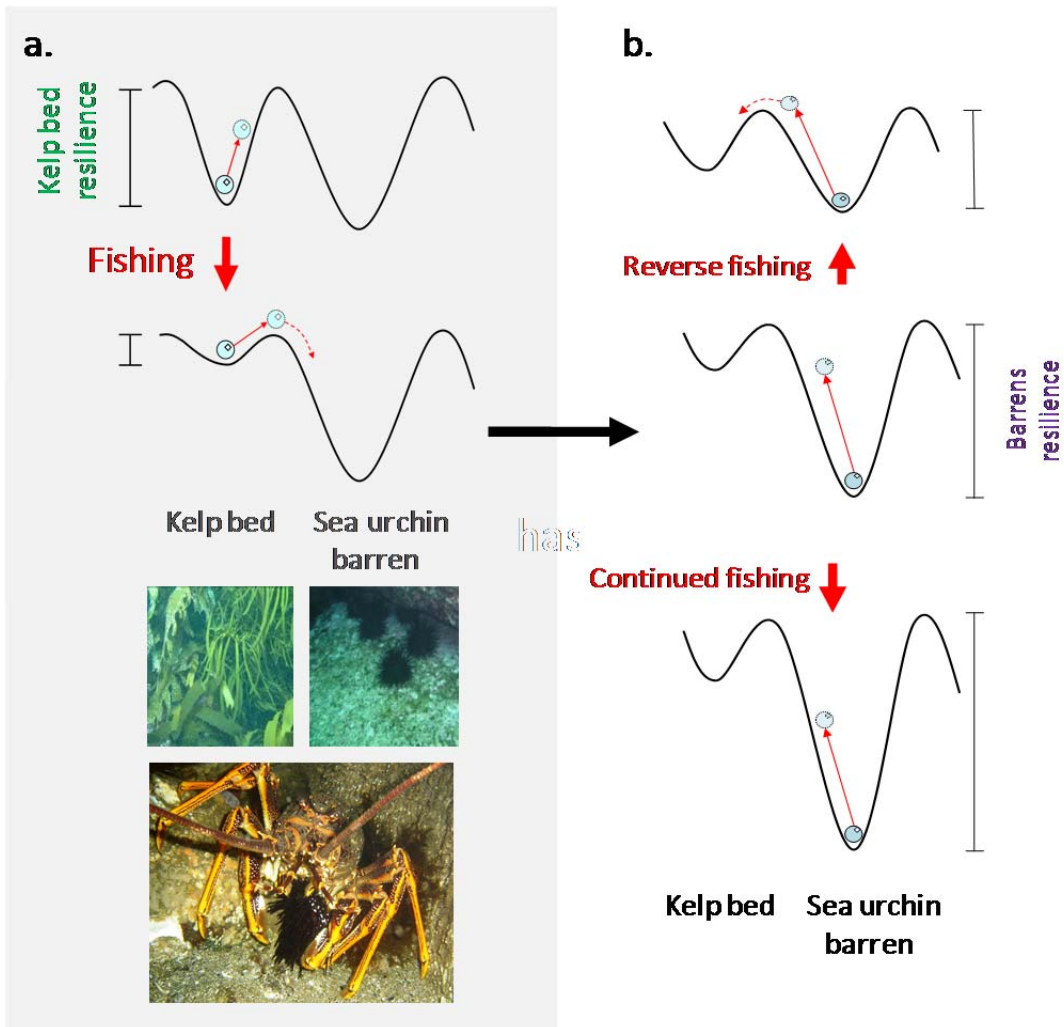 a.
Kelp bed
resilience
Fishing
Kelp bed
Sea urchin
barren
has
b.
Reverse fishing
Barrens
resilience
Continued fishing
Kelp bed
Sea urchin
barren